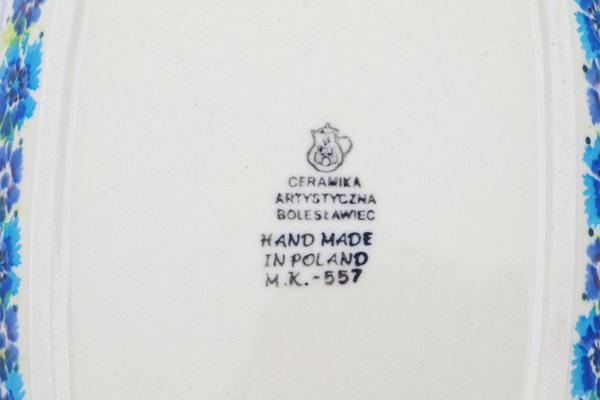 CERAMIKA
ARTYSTYCZNA
BOLESŁAWIEC
HAND MADE
IN POLAND
M.K.-557